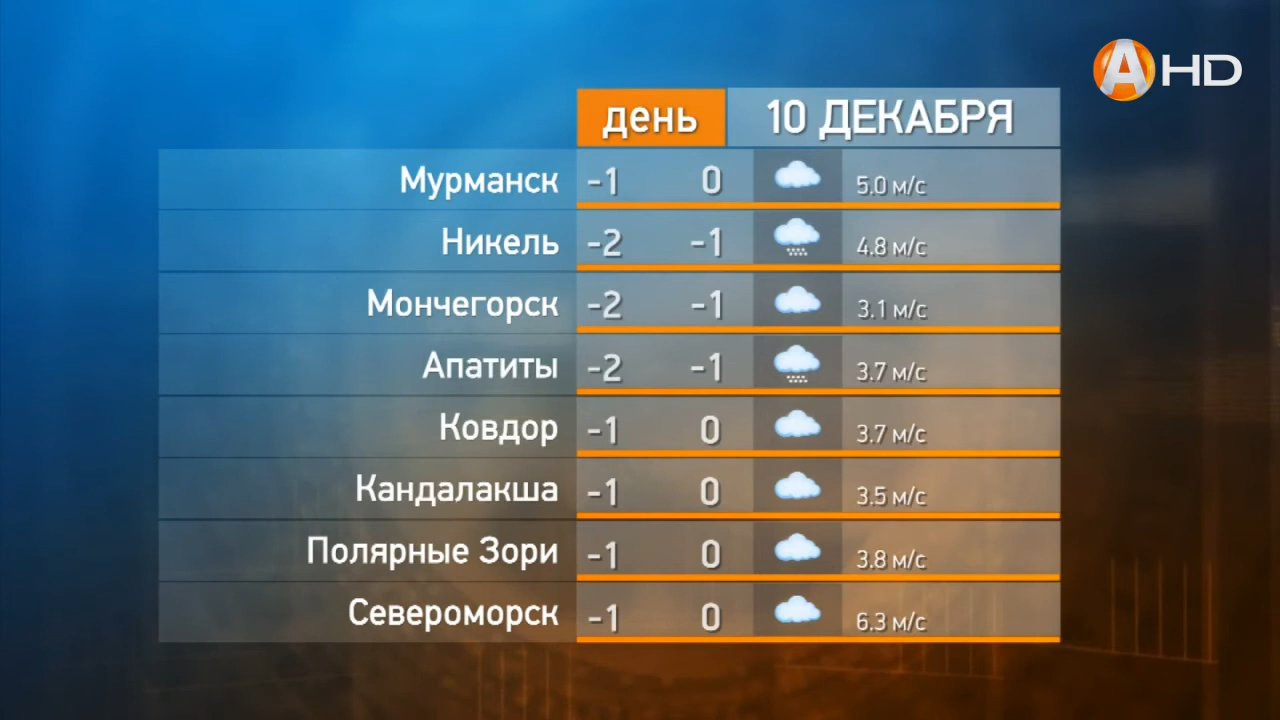 А HD
день 10 ДЕКАБРЯ
Мурманск -1 0 5.0 м/с
Никель -2 -1 4.8 м/с
Мончегорск -2 -1 3.1 м/с
Апатиты -2 -1 3.7 м/с
Ковдор -1 0 3.7 м/с
Кандалакша -1 0 3.5 м/с
Полярные Зори -1 0 3.8 м/с
Североморск -1 0 6.3 м/с